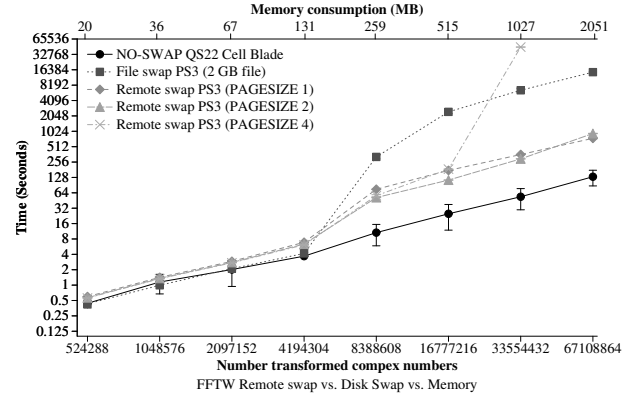 Memory consumption (MB)
20 36 67 131 259 515 1027 2051
65536
32768
16384
8192
4096
2048
1024
512
256
128
64
32
16
8
4
2
1
0.5
0.25
0.125
Time (Seconds)
NO-SWAP QS22 Cell Blade
File swap PS3 (2 GB file)
Remote swap PS3 (PAGESIZE 1)
Remote swap PS3 (PAGESIZE 2)
Remote swap PS3 (PAGESIZE 4)
524288 1048576 2097152 4194304 8388608 16777216 33554432 67108864
Number transformed compex numbers
FFTW Remote swap vs. Disk Swap vs. Memory